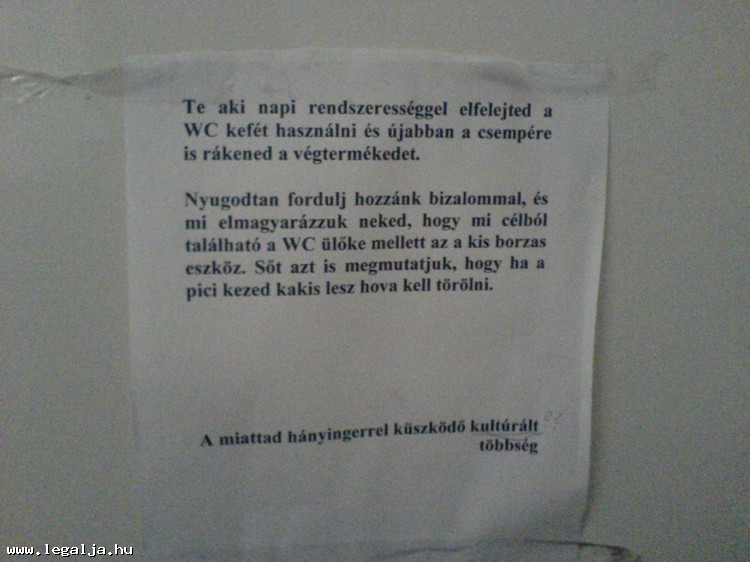 Te aki napi rendszerességgel elfelejted a
WC kefét használni és újabban a csempére
is rákened a végtermékedet.
Nyugodtan fordulj hozzánk bizalommal, és
mi elmagyarázzuk neked, hogy mi célból
található a WC ülőke mellett az a kis borzas
eszköz. Sőt azt is megmutatjuk, hogy ha a
pici kezed kakis lesz hova kell törölni.
A miattad hányingerrel küszködő kultúrált ??
többség
www.legalja.hu